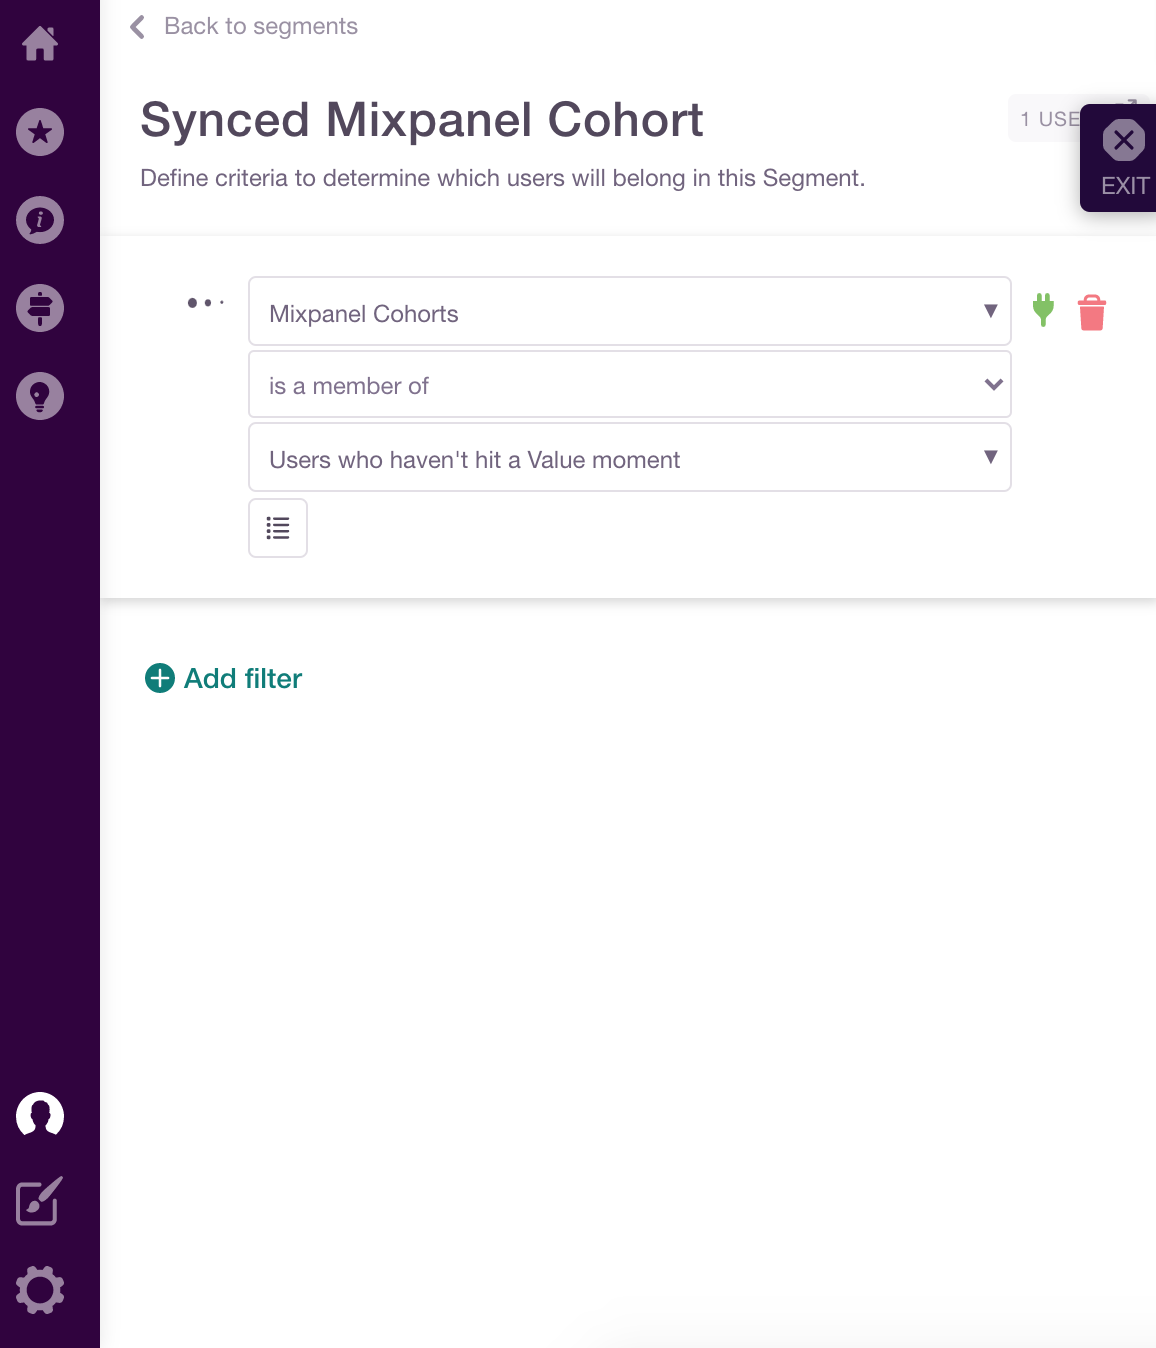 Back to segments
Synced Mixpanel Cohort
1 USE
Define criteria to determine which users will belong in this Segment.
EXIT
Mixpanel Cohorts
is a member of
Users who haven't hit a Value moment
Add filter